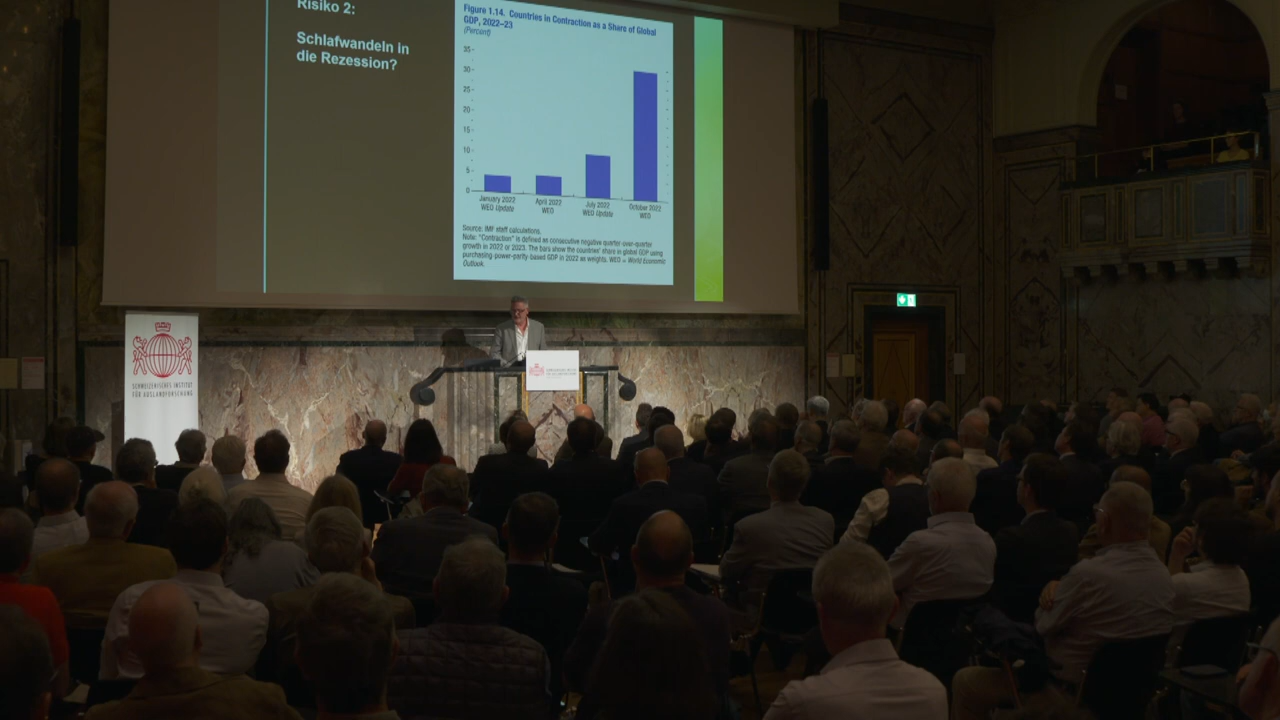 Risiko 2:
Schlafwandeln in
die Rezession?
Figure 1.14. Countries in Contraction as a Share of Global
GDP, 2022–23
(Percent)
35
30
25
20
15
10
5
0
January 2022
WEO Update
April 2022
WEO
July 2022
WEO Update
October 2022
WEO
Source: IMF staff calculations.
Note: "Contraction" is defined as consecutive negative quarter-over-quarter
growth in 2022 or 2023. The bars show the countries' share in global GDP using
purchasing-power-parity-based GDP in 2022 as weights. WEO = World Economic
Outlook.
SCHWEIZERISCHES INSTITUT
FÜR AUSLANDFORSCHUNG